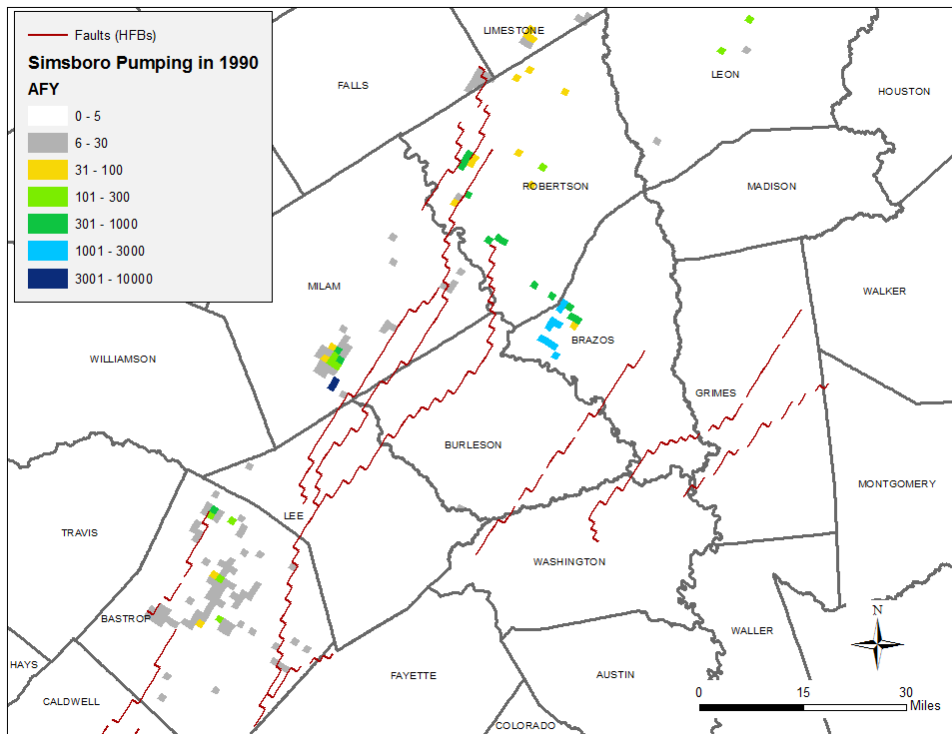 Faults (HFBs)
Simsboro Pumping in 1990
AFY
0 - 5
6 - 30
31 - 100
101 - 300
301 - 1000
1001 - 3000
3001 - 10000
LIMESTONE
FALLS
LEON
HOUSTON
ROBERTSON
MADISON
MILAM
WALKER
WILLIAMSON
BRAZOS
GRIMES
BURLESON
MONTGOMERY
LEE
TRAVIS
WASHINGTON
BASTROP
WALLER
HAYS
FAYETTE
AUSTIN
CALDWELL
COLORADO
N
0 15 30
Miles